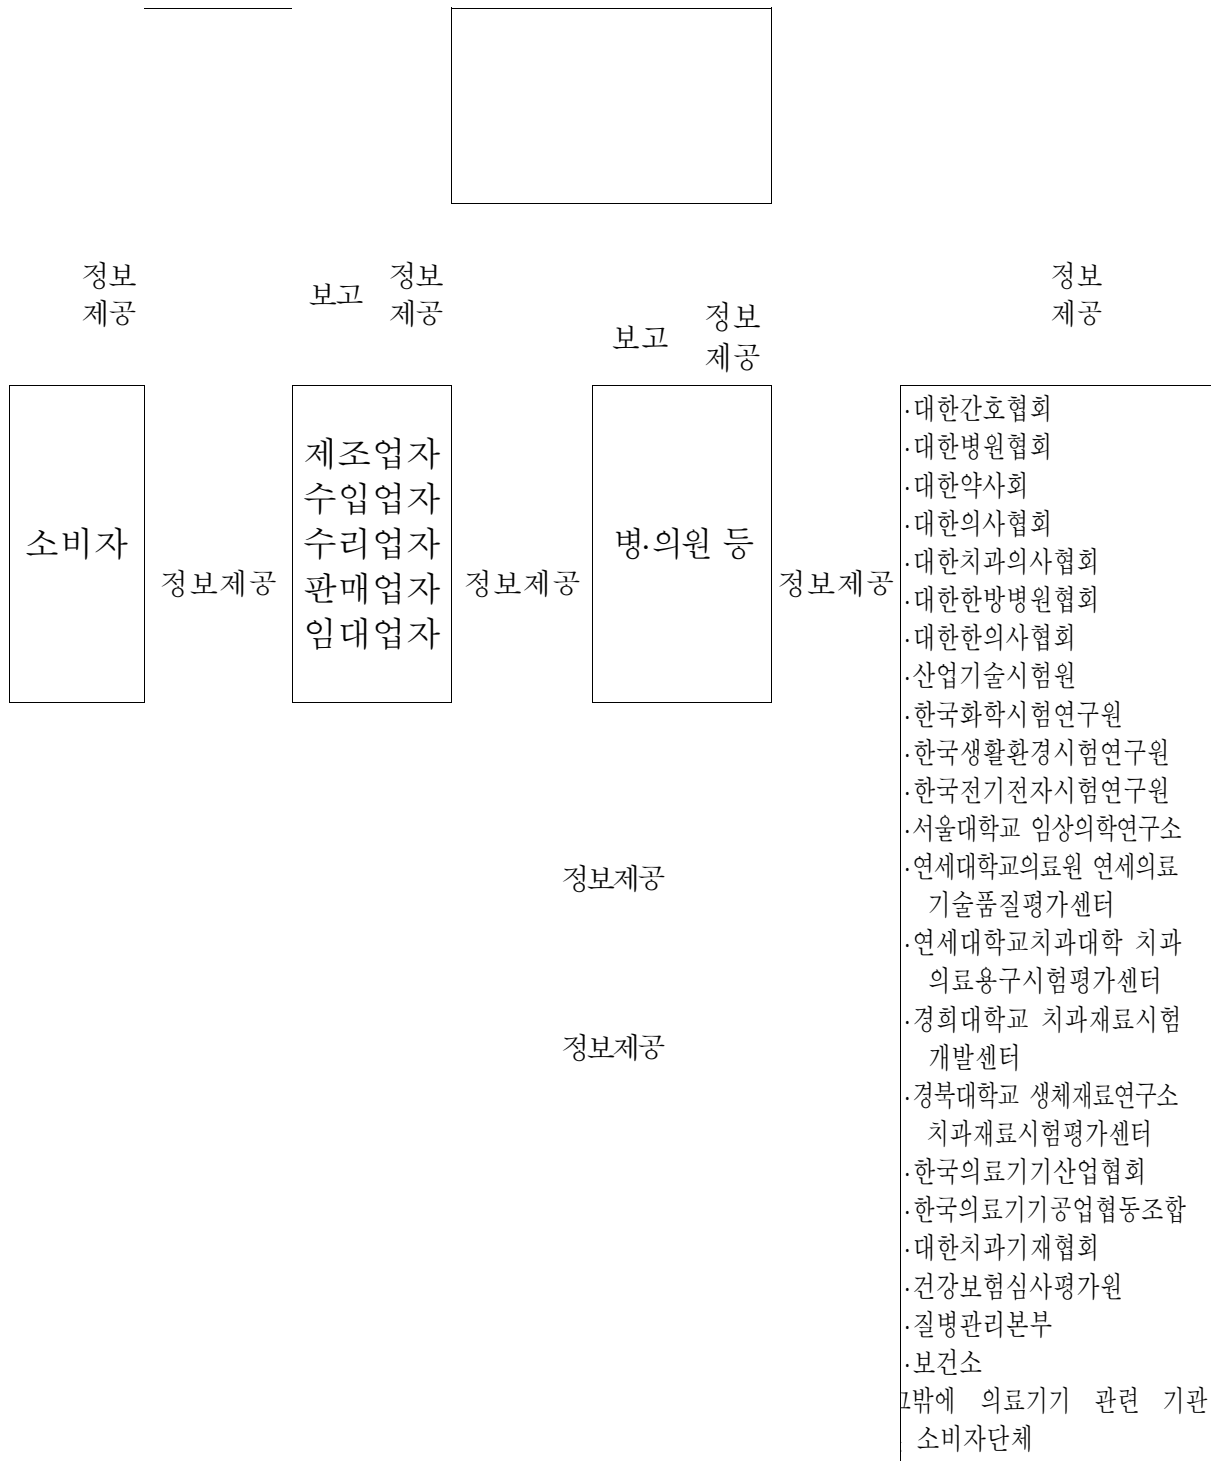 정보
제공
보고
정보
제공
보고
정보
제공
정보
제공
소비자
정보제공
제조업자
수입업자
수리업자
판매업자
임대업자
정보제공
병·의원 등
정보제공
·대한간호협회
·대한병원협회
·대한약사회
·대한의사협회
·대한치과의사협회
·대한한방병원협회
·대한한의사협회
·산업기술시험원
·한국화학시험연구원
·한국생활환경시험연구원
·한국전기전자시험연구원
·서울대학교 임상의학연구소
·연세대학교의료원 연세의료
기술품질평가센터
·연세대학교치과대학 치과
의료용구시험평가센터
·경희대학교 치과재료시험
개발센터
·경북대학교 생체재료연구소
치과재료시험평가센터
·한국의료기기산업협회
·한국의료기기공업협동조합
·대한치과기재협회
·건강보험심사평가원
·질병관리본부
·보건소
그밖에 의료기기 관련 기관
소비자단체
정보제공
정보제공